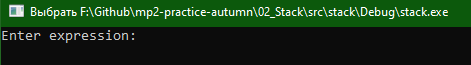 Выбрать F:\Github\mp2-practice-autumn\02_Stack\src\stack\Debug\stack.exe
Enter expression: